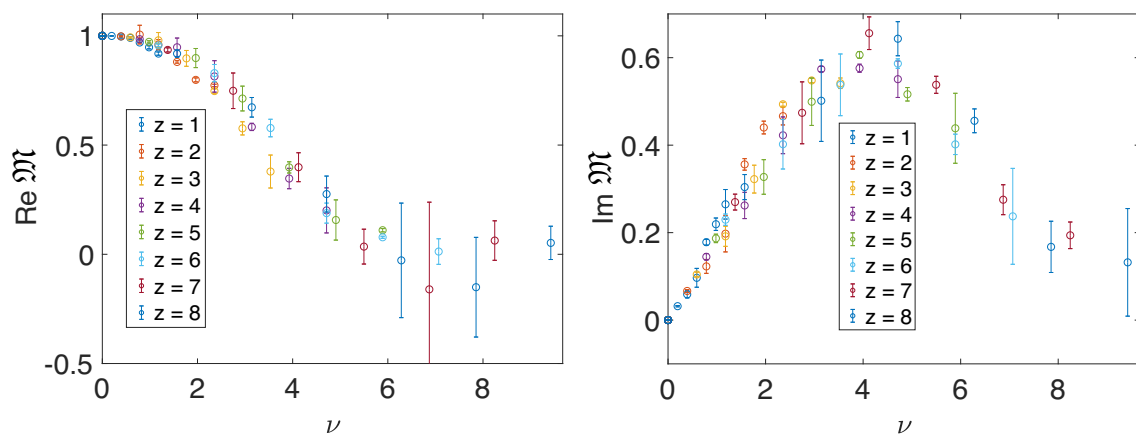 Re 𝔐
1
0.5
0
-0.5
z = 1
z = 2
z = 3
z = 4
z = 5
z = 6
z = 7
z = 8
0 2 4 6 8
ν
Im 𝔐
0.6
0.4
0.2
0
z = 1
z = 2
z = 3
z = 4
z = 5
z = 6
z = 7
z = 8
0 2 4 6 8
ν